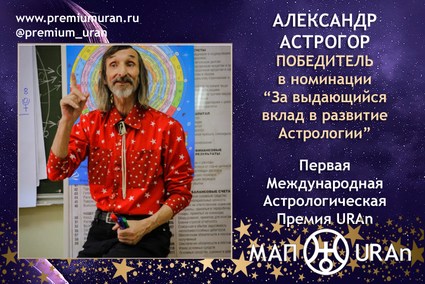 www.premiumuran.ru
@premium_uran
АЛЕКСАНДР
АСТРОГОР
ПОБЕДИТЕЛЬ
в номинации
“За выдающийся
вклад в развитие
Астрологии”
Первая
Международная
Астрологическая
Премия URAn
МАП URAn